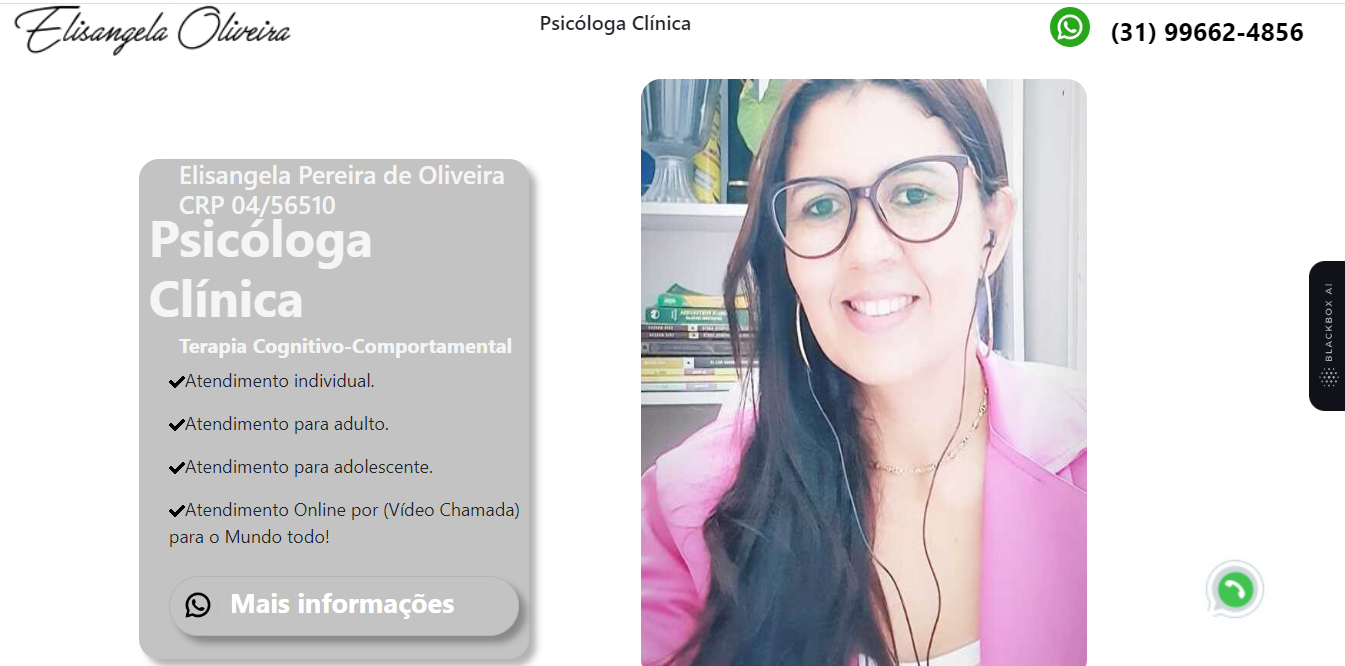 Elisangela Oliveira
Psicóloga Clínica
(31) 99662-4856
Elisangela Pereira de Oliveira
CRP 04/56510
Psicóloga
Clínica
Terapia Cognitivo-Comportamental
Atendimento individual.
Atendimento para adulto.
Atendimento para adolescente.
Atendimento Online por (Vídeo Chamada)
para o Mundo todo!
Mais informações
BLACKBOX AI